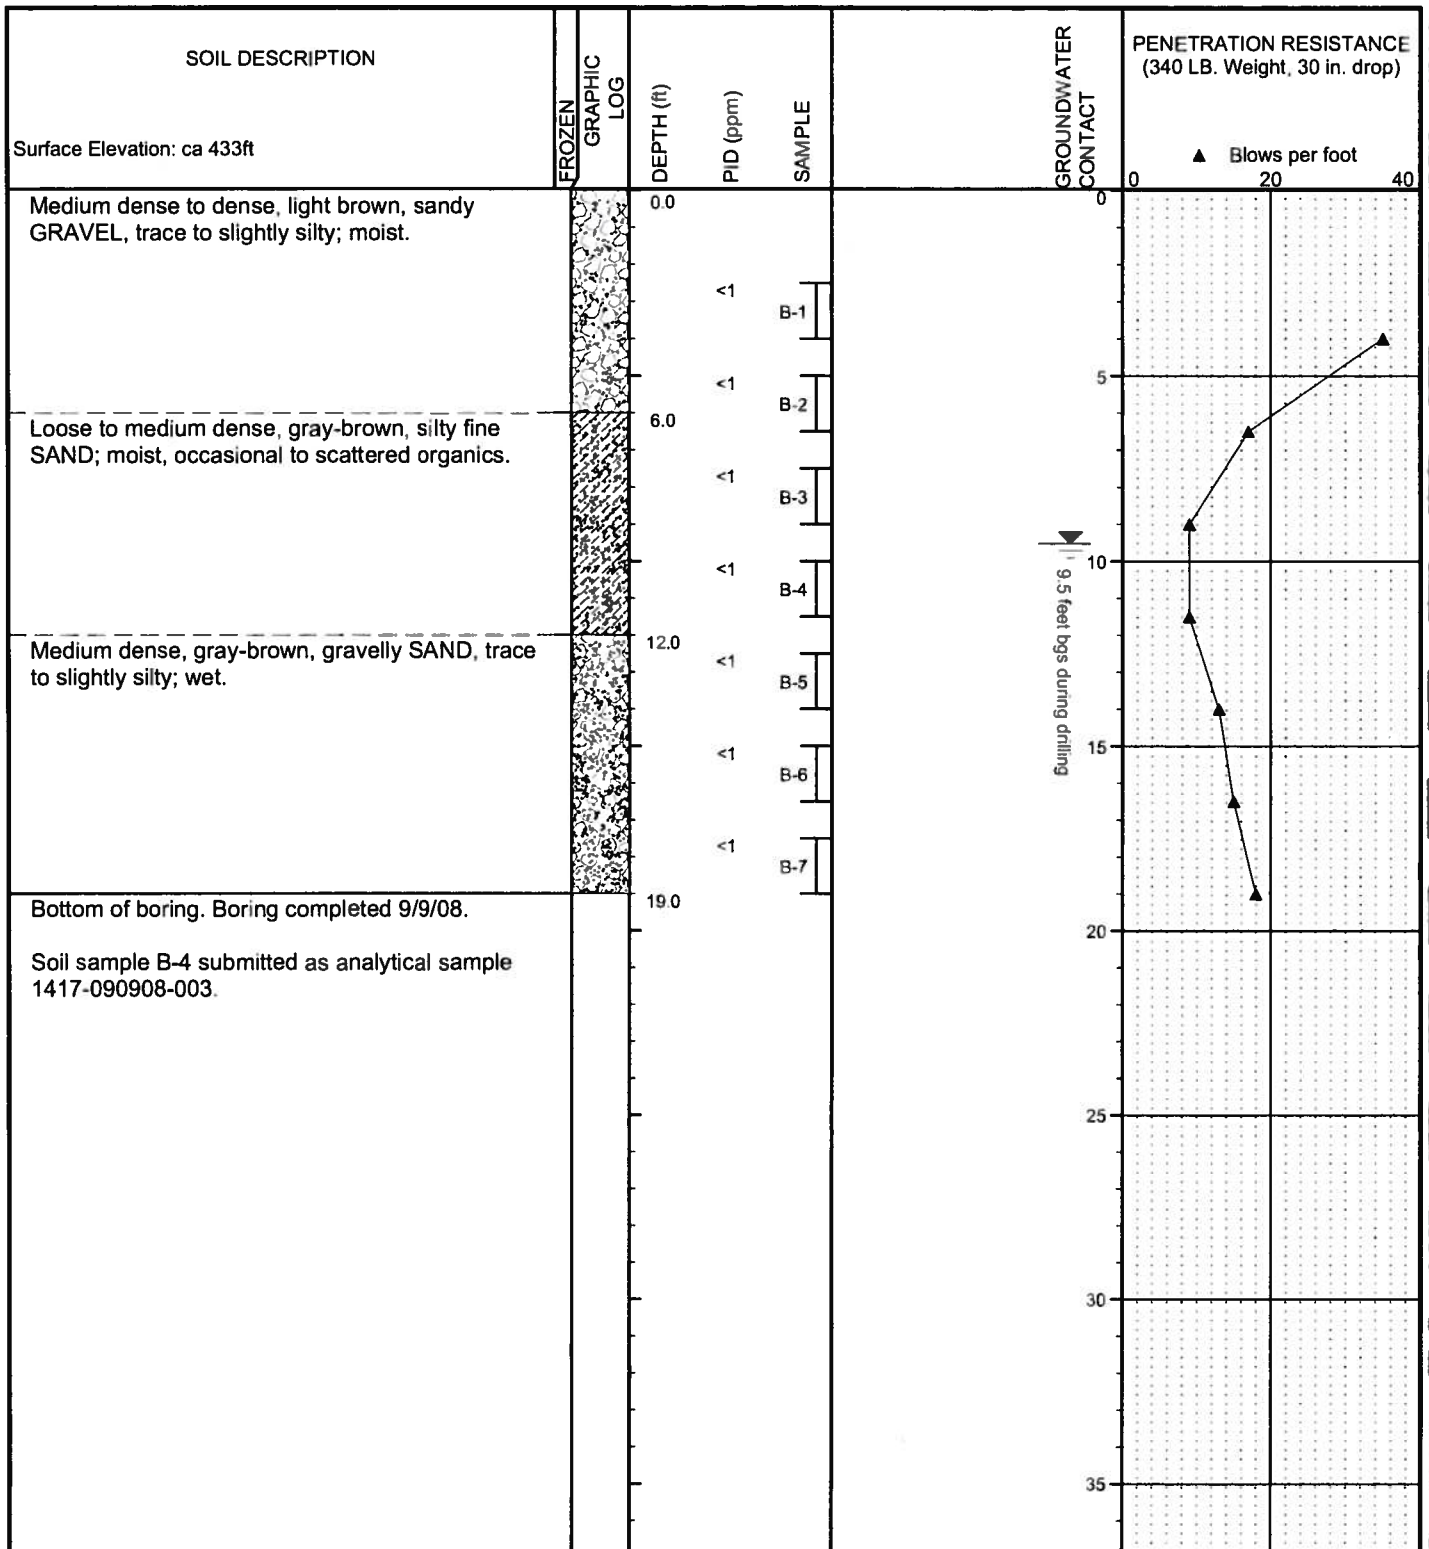 SOIL DESCRIPTION
Surface Elevation: ca 433ft
FROZEN
GRAPHIC
LOG
DEPTH (ft)
PID (ppm)
SAMPLE
GROUNDWATER
CONTACT
PENETRATION RESISTANCE
(340 LB. Weight, 30 in. drop)
▲ Blows per foot
0 20 40
Medium dense to dense, light brown, sandy
GRAVEL, trace to slightly silty; moist.
0.0
0
<1
B-1
<1
B-2
5
Loose to medium dense, gray-brown, silty fine
SAND; moist, occasional to scattered organics.
6.0
<1
B-3
<1
B-4
9.5 feet bgs during drilling
10
Medium dense, gray-brown, gravelly SAND, trace
to slightly silty; wet.
12.0
<1
B-5
<1
B-6
15
<1
B-7
Bottom of boring. Boring completed 9/9/08.
19.0
20
Soil sample B-4 submitted as analytical sample
1417-090908-003.
25
30
35